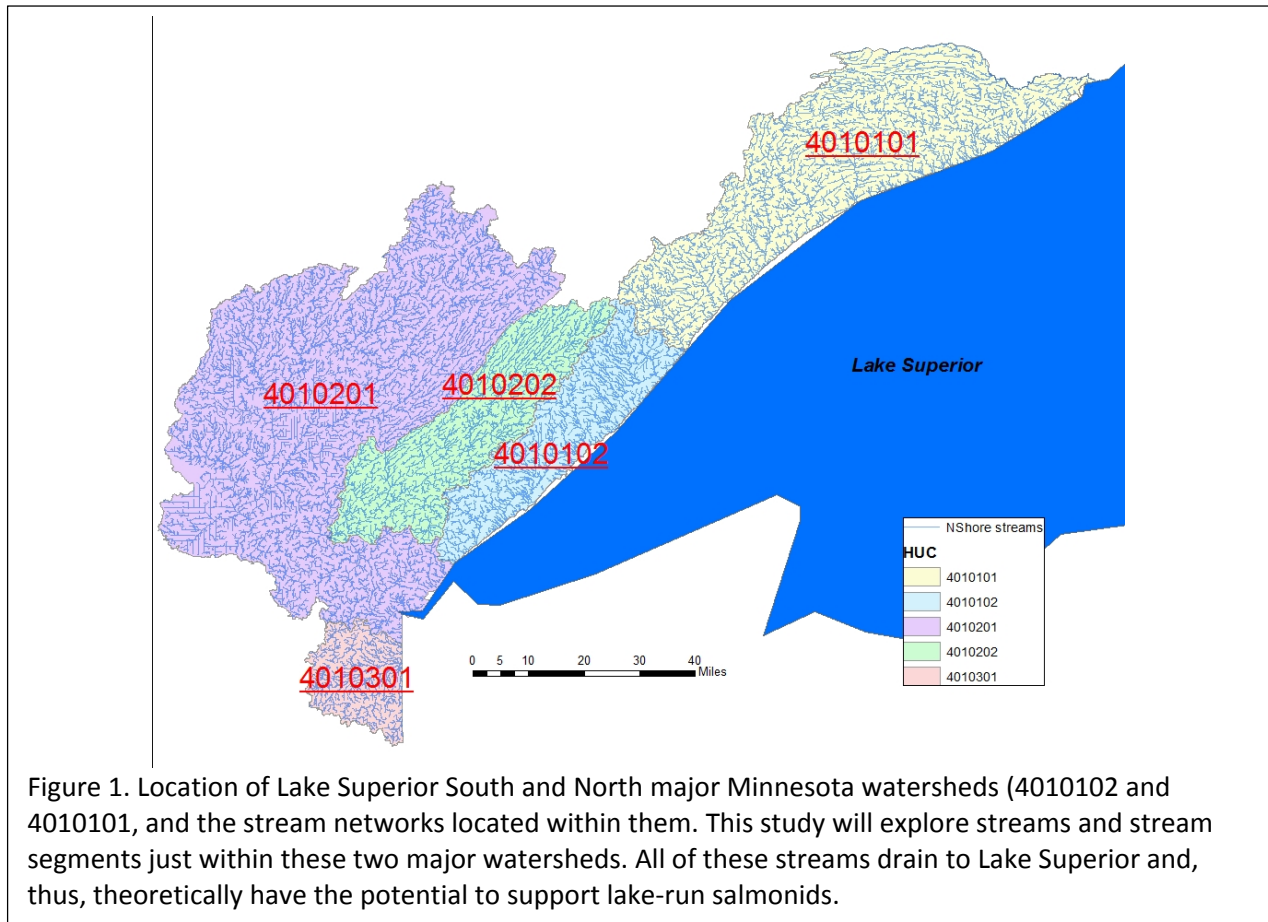 4010101
Lake Superior
4010201
4010202
4010102
NShore streams
HUC
4010101
4010102
4010201
4010202
4010301
4010301
0 5 10 20 30 40
Miles
Figure 1. Location of Lake Superior South and North major Minnesota watersheds (4010102 and
4010101, and the stream networks located within them. This study will explore streams and stream
segments just within these two major watersheds. All of these streams drain to Lake Superior and,
thus, theoretically have the potential to support lake-run salmonids.